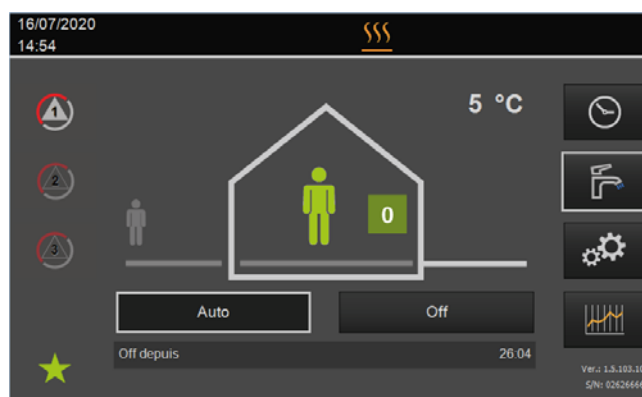 16/07/2020
14:54
5 °C
1
2
3
0
Auto
Off
Off depuis 26:04
Ver.: 1.5.103.10
S/N: 02626666